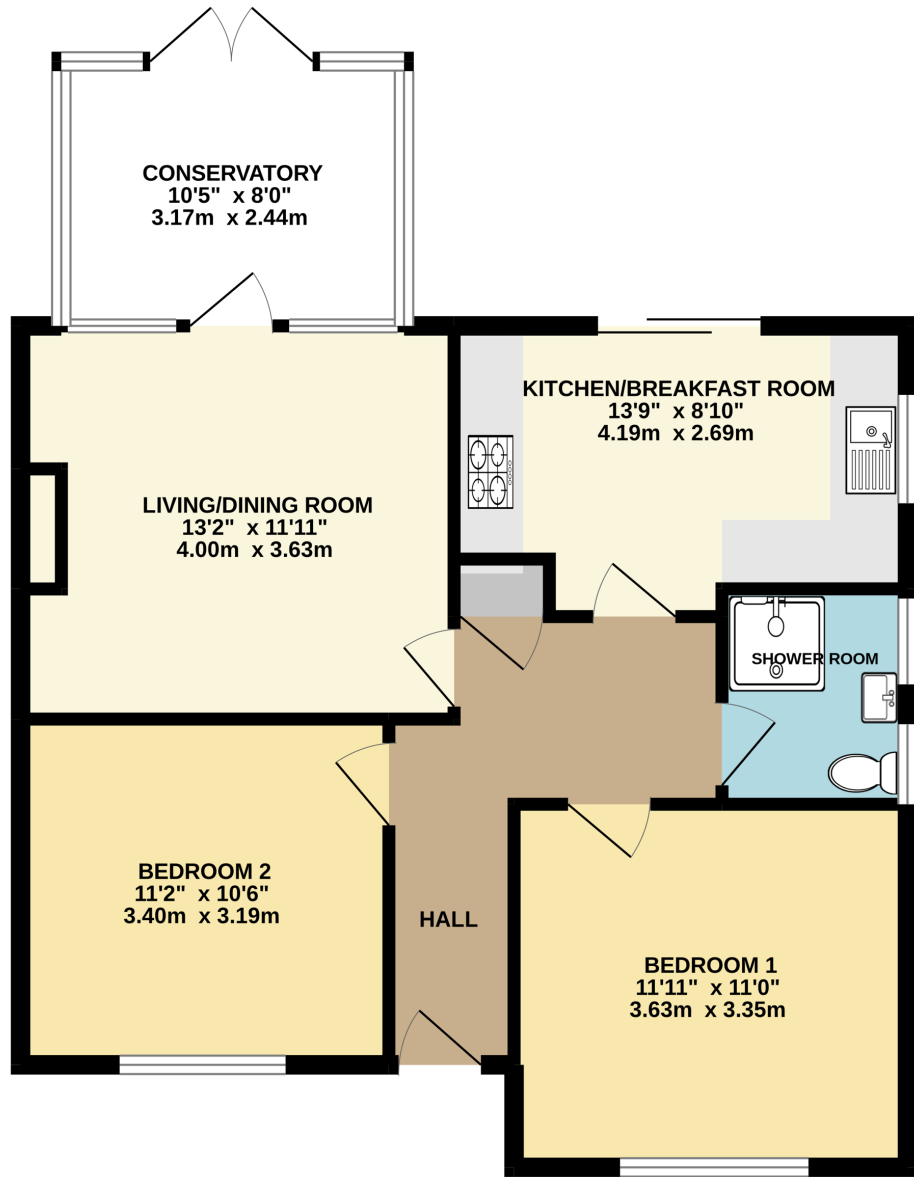 CONSERVATORY
10'5" x 8'0"
3.17m x 2.44m
KITCHEN/BREAKFAST ROOM
13'9" x 8'10"
4.19m x 2.69m
LIVING/DINING ROOM
13'2" x 11'11"
4.00m x 3.63m
SHOWER ROOM
BEDROOM 2
11'2" x 10'6"
3.40m x 3.19m
HALL
BEDROOM 1
11'11" x 11'0"
3.63m x 3.35m